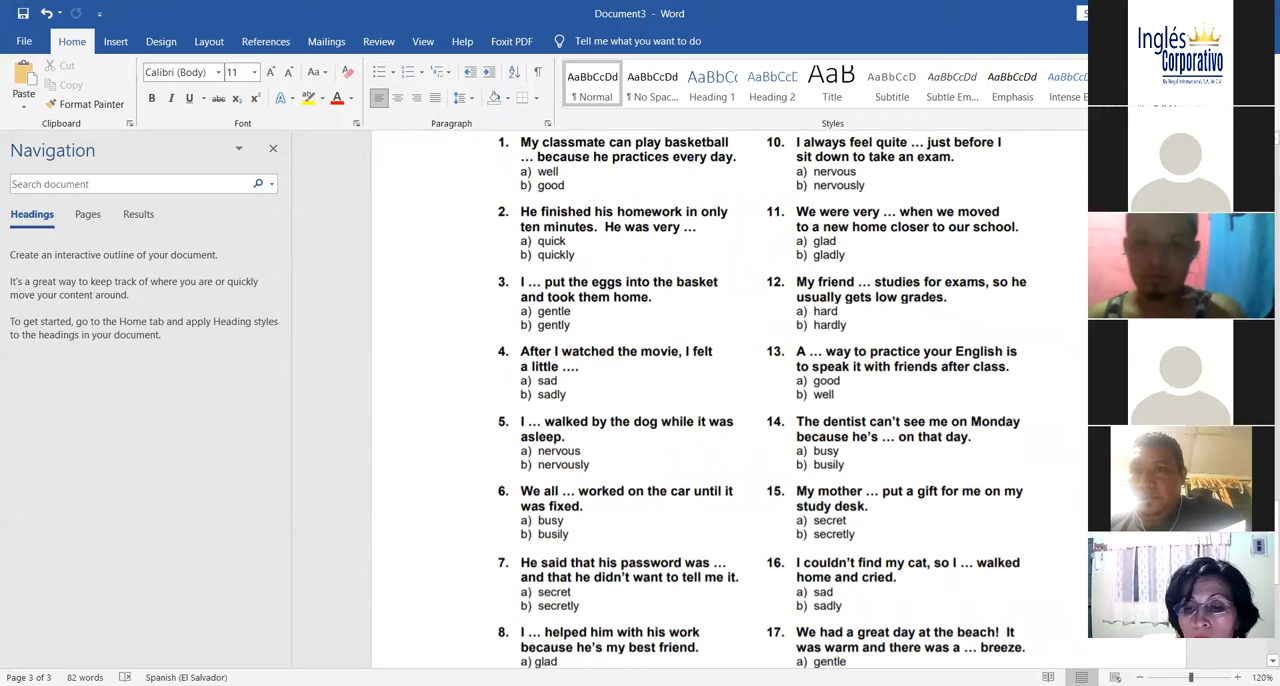 Document3 - Word
File
Home
Insert
Design
Layout
References
Mailings
Review
View
Help
Foxit PDF
Tell me what you want to do
Paste
Cut
Copy
Format Painter
Clipboard
Calibri (Body)
11
Font
Paragraph
AaBbCcDd
¶ Normal
AaBbCcDd
¶ No Spac...
AaBbCc
Heading 1
AaBbCcD
Heading 2
AaB
Title
AaBbCcD
Subtitle
AaBbCcDd
Subtle Em...
AaBbCcDd
Emphasis
AaBbCcDd
Intense E
Styles
Navigation
Search document
Headings
Pages
Results
Create an interactive outline of your document.
It's a great way to keep track of where you are or quickly
move your content around.
To get started, go to the Home tab and apply Heading styles
to the headings in your document.
1. My classmate can play basketball
… because he practices every day.
a) well
b) good
2. He finished his homework in only
ten minutes. He was very …
a) quick
b) quickly
3. I … put the eggs into the basket
and took them home.
a) gentle
b) gently
4. After I watched the movie, I felt
a little ….
a) sad
b) sadly
5. I … walked by the dog while it was
asleep.
a) nervous
b) nervously
6. We all … worked on the car until it
was fixed.
a) busy
b) busily
7. He said that his password was …
and that he didn't want to tell me it.
a) secret
b) secretly
8. I … helped him with his work
because he's my best friend.
a) glad
10. I always feel quite … just before I
sit down to take an exam.
a) nervous
b) nervously
11. We were very … when we moved
to a new home closer to our school.
a) glad
b) gladly
12. My friend … studies for exams, so he
usually gets low grades.
a) hard
b) hardly
13. A … way to practice your English is
to speak it with friends after class.
a) good
b) well
14. The dentist can't see me on Monday
because he's … on that day.
a) busy
b) busily
15. My mother … put a gift for me on my
study desk.
a) secret
b) secretly
16. I couldn't find my cat, so I … walked
home and cried.
a) sad
b) sadly
17. We had a great day at the beach! It
was warm and there was a … breeze.
a) gentle
Inglés
Corporativo
Page 3 of 3
82 words
Spanish (El Salvador)
120%